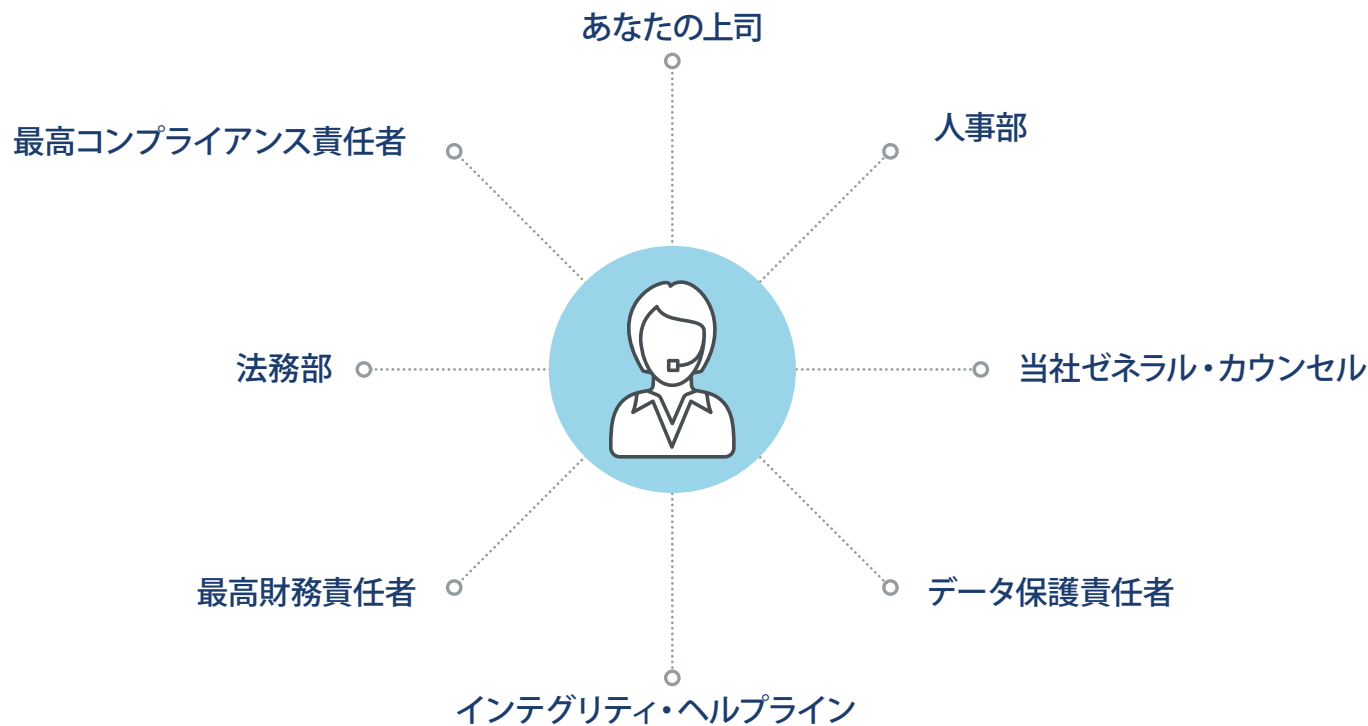 あなたの上司
人事部
最高コンプライアンス責任者
法務部
当社ゼネラル・カウンセル
最高財務責任者
データ保護責任者
インテグリティ・ヘルプライン